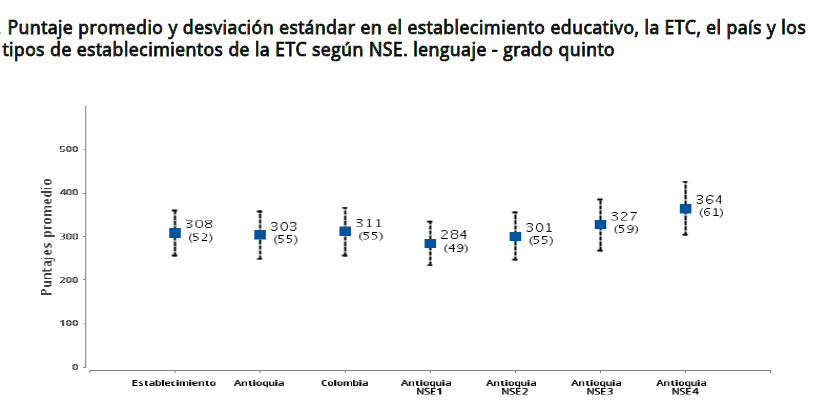 . Puntaje promedio y desviación estándar en el establecimiento educativo, la ETC, el país y los
tipos de establecimientos de la ETC según NSE. lenguaje - grado quinto
Puntajes promedio
500
400
300
200
100
0
308
(52)
303
(55)
311
(55)
284
(49)
301
(55)
327
(59)
364
(61)
Establecimiento
Antioquia
Colombia
Antioquia
NSE1
Antioquia
NSE2
Antioquia
NSE3
Antioquia
NSE4